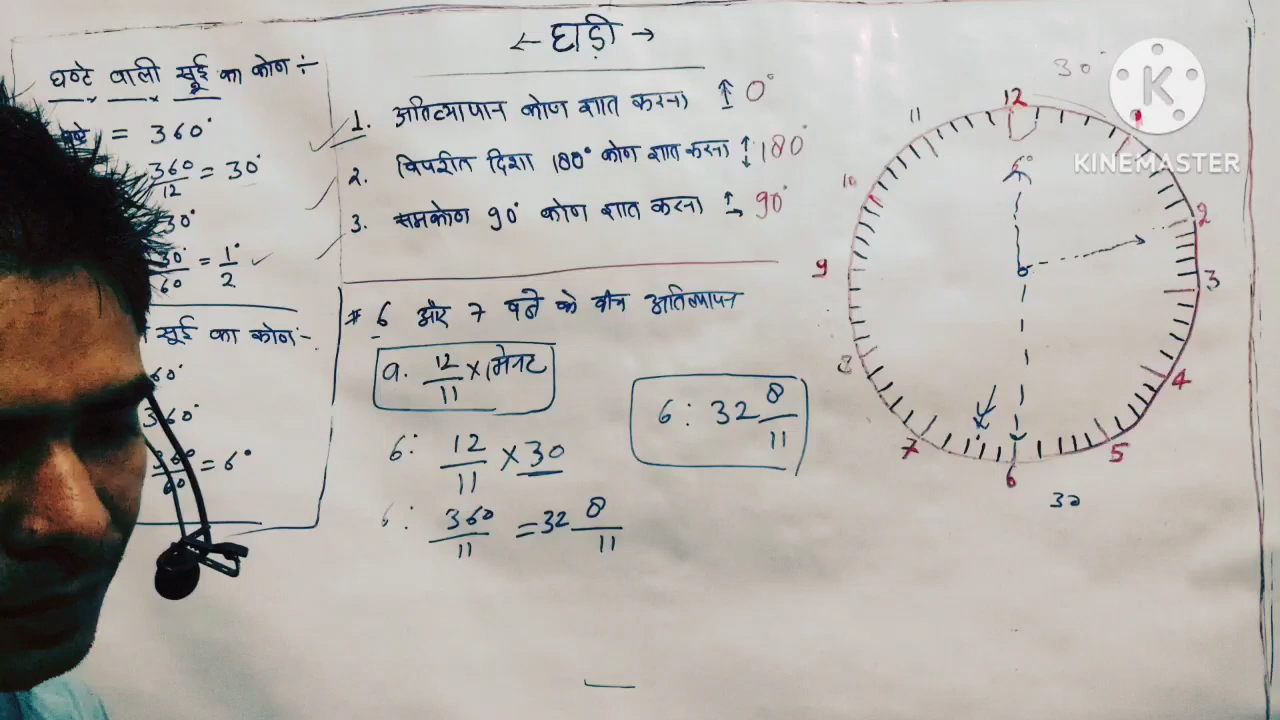 ← घड़ी →
घण्टे वाली सूई का कोण ÷
= 360°
360/12 = 30°
30°
30°/60 = 1°/2
सूई का कोण:-
60°
360°
360/60 = 6°
1. अतिव्यापान कोण ज्ञात करना ↑ 0°
2. विपरीत दिशा 180° कोण ज्ञात करना ↕ 180°
3. समकोण 90° कोण ज्ञात करना 90°
# 6 और 7 बजे के बीच अतिव्यापन
a. 12/11 × मिनट
6: 12/11 × 30
6: 360/11 = 32 8/11
6: 32 8/11
30°
12
11
10
9
8
7
6
5
4
3
2
30
K
KINEMASTER